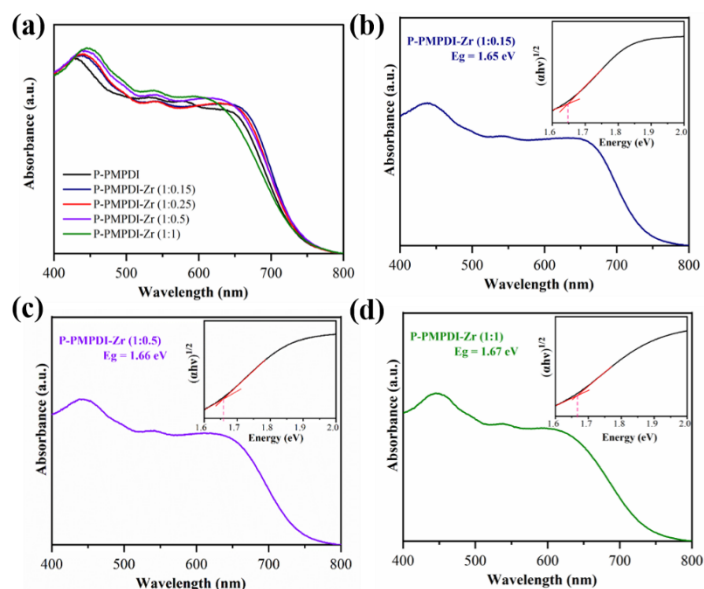 (a)
Absorbance (a.u.)
P-PMPDI
P-PMPDI-Zr (1:0.15)
P-PMPDI-Zr (1:0.25)
P-PMPDI-Zr (1:0.5)
P-PMPDI-Zr (1:1)
400 500 600 700 800
Wavelength (nm)
(b)
Absorbance (a.u.)
P-PMPDI-Zr (1:0.15)
Eg = 1.65 eV
(αhν)1/2
1.6 1.7 1.8 1.9 2.0
Energy (eV)
400 500 600 700 800
Wavelength (nm)
(c)
Absorbance (a.u.)
P-PMPDI-Zr (1:0.5)
Eg = 1.66 eV
(αhν)1/2
1.6 1.7 1.8 1.9 2.0
Energy (eV)
400 500 600 700 800
Wavelength (nm)
(d)
Absorbance (a.u.)
P-PMPDI-Zr (1:1)
Eg = 1.67 eV
(αhν)1/2
1.6 1.7 1.8 1.9 2.0
Energy (eV)
400 500 600 700 800
Wavelength (nm)